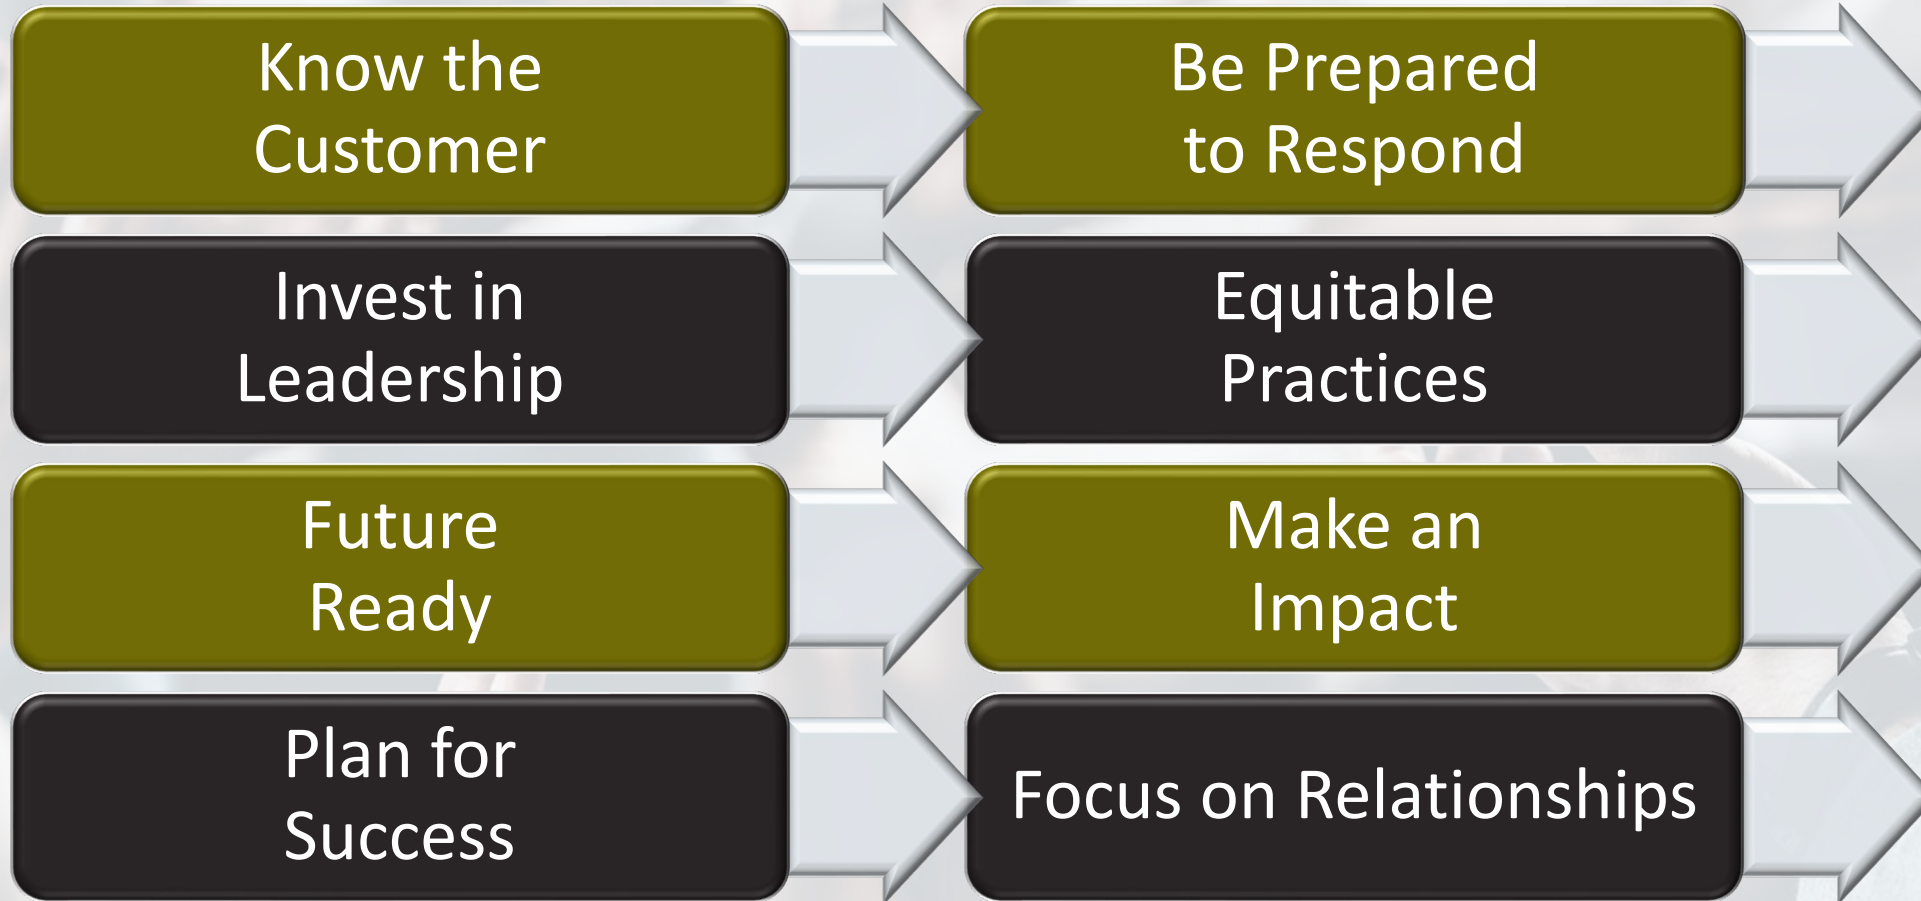 Know the
Customer
Be Prepared
to Respond
Invest in
Leadership
Equitable
Practices
Future
Ready
Make an
Impact
Plan for
Success
Focus on Relationships